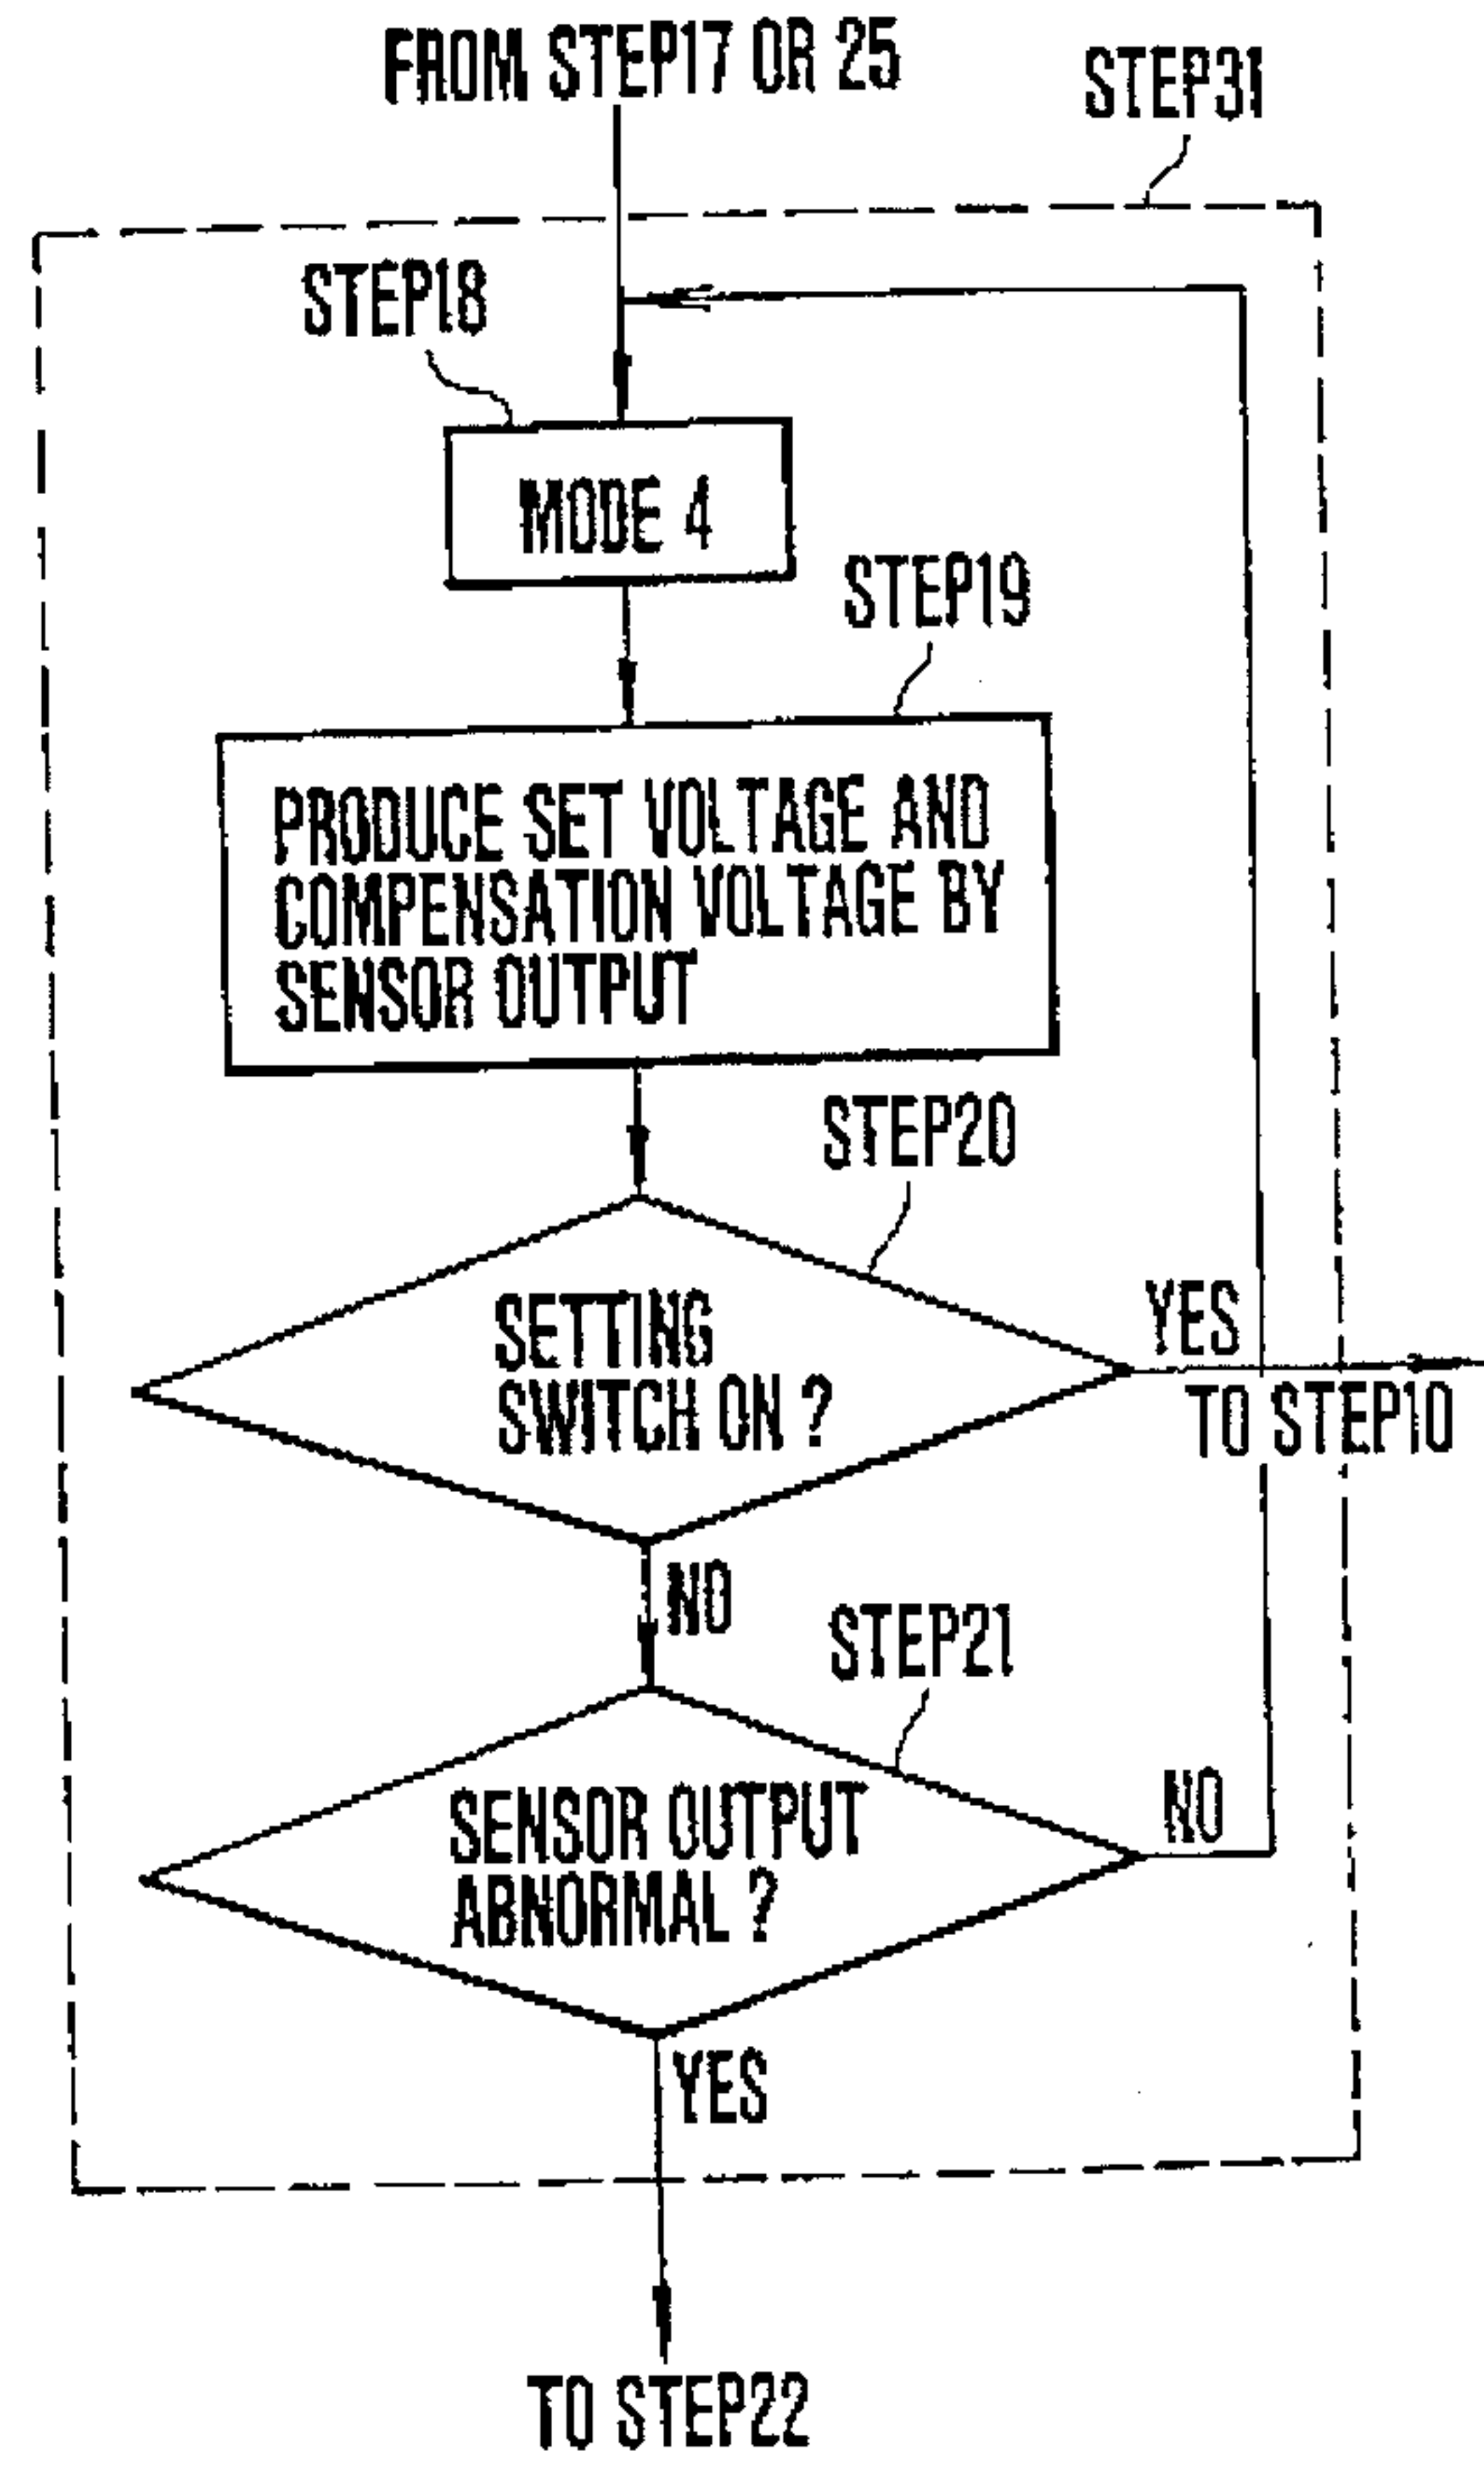 FROM STEP17 OR 25
STEP31
STEP18
MODE 4
STEP19
PRODUCE SET VOLTAGE AND
COMPENSATION VOLTAGE BY
SENSOR OUTPUT
STEP20
SETTING
SWITCH ON ?
YES
TO STEP10
NO
STEP21
SENSOR OUTPUT
ABNORMAL ?
NO
YES
TO STEP22